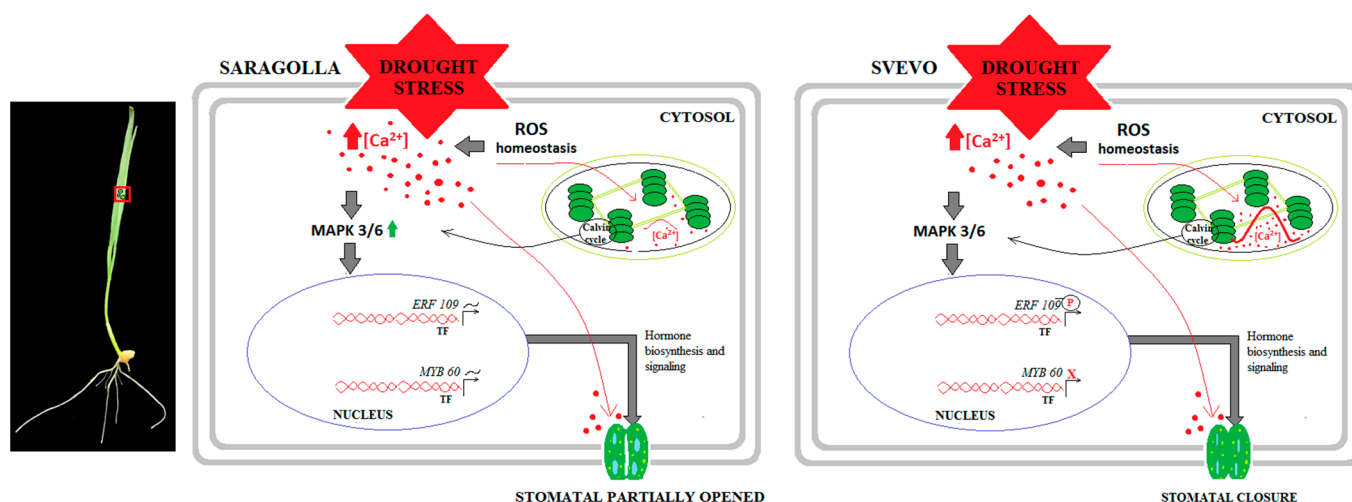 SARAGOLLA
DROUGHT
STRESS
CYTOSOL
[Ca²⁺]
ROS
homeostasis
MAPK 3/6
Calvin
cycle
[Ca²⁺]
ERF 109
TF
MYB 60
TF
NUCLEUS
Hormone
biosynthesis and
signaling
STOMATAL PARTIALLY OPENED
SVEVO
DROUGHT
STRESS
CYTOSOL
[Ca²⁺]
ROS
homeostasis
MAPK 3/6
Calvin
cycle
[Ca²⁺]
ERF 109 P
TF
MYB 60 X
TF
NUCLEUS
Hormone
biosynthesis and
signaling
STOMATAL CLOSURE